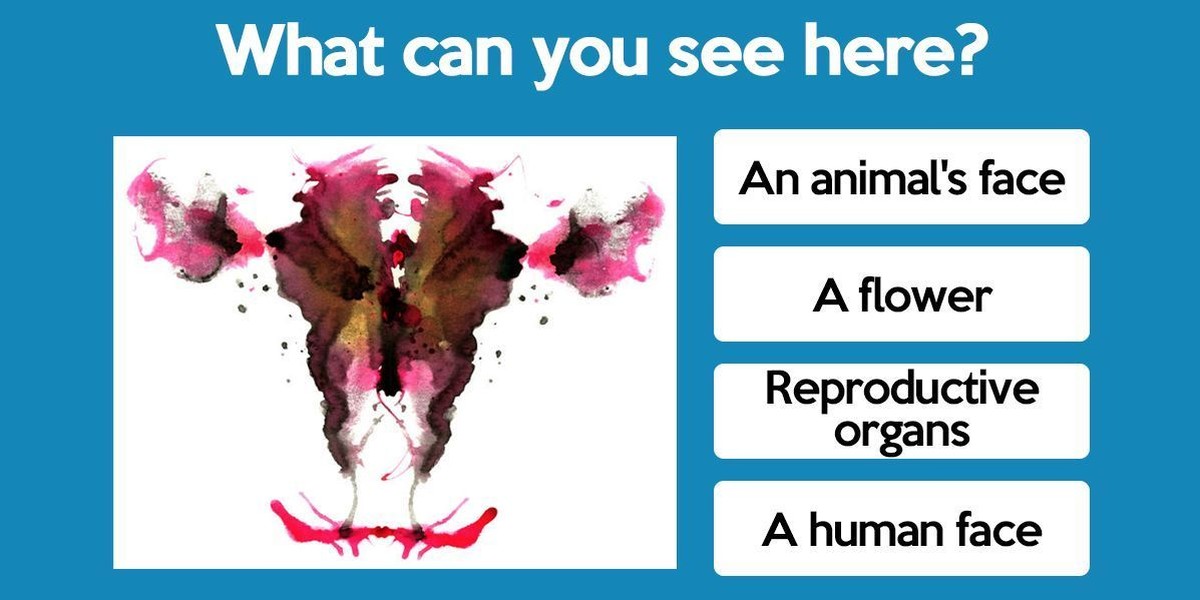 What can you see here?
An animal's face
A flower
Reproductive
organs
A human face